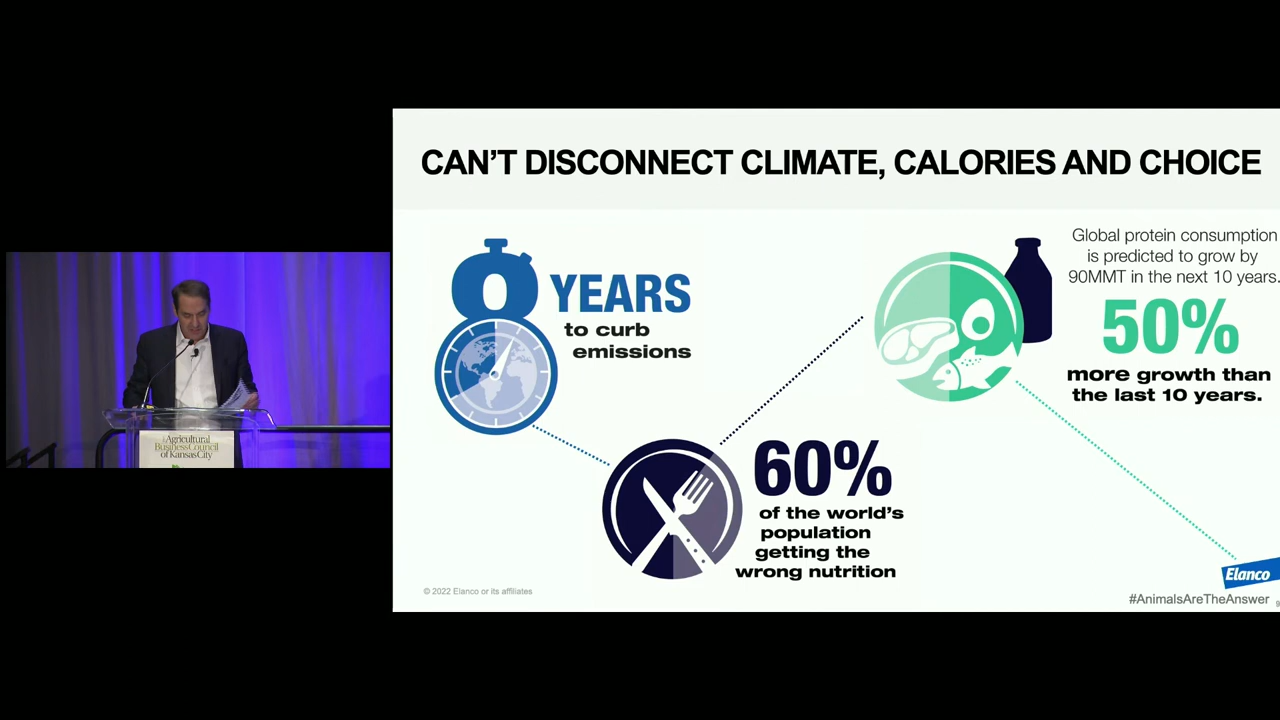 CAN'T DISCONNECT CLIMATE, CALORIES AND CHOICE
8 YEARS
to curb
emissions
60%
of the world's
population
getting the
wrong nutrition
Global protein consumption
is predicted to grow by
90MMT in the next 10 years.
50%
more growth than
the last 10 years.
Elanco
#AnimalsAreTheAnswer
© 2022 Elanco or its affiliates
Agricultural
Business Council
of Kansas City